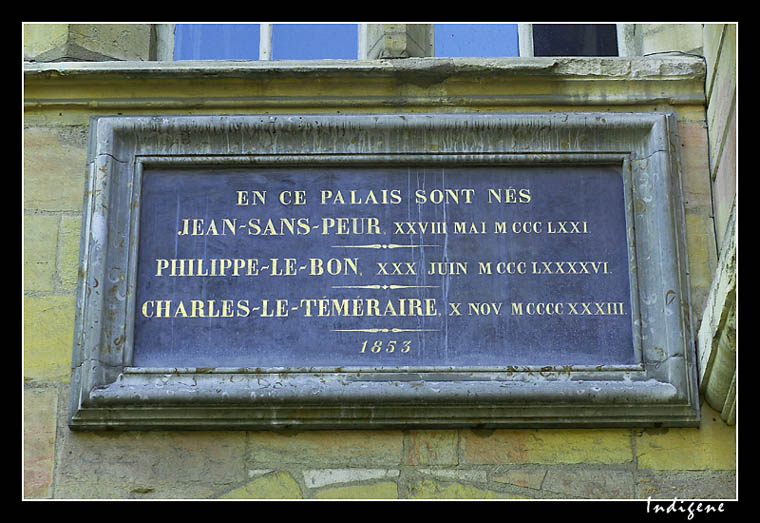 EN CE PALAIS SONT NÉS
JEAN-SANS-PEUR, XXVIII MAI M CCC LXXI.
PHILIPPE-LE-BON, XXX JUIN M CCC LXXXXVI.
CHARLES-LE-TÉMÉRAIRE, X NOV. M CCCC XXXIII.
1853
Indigene